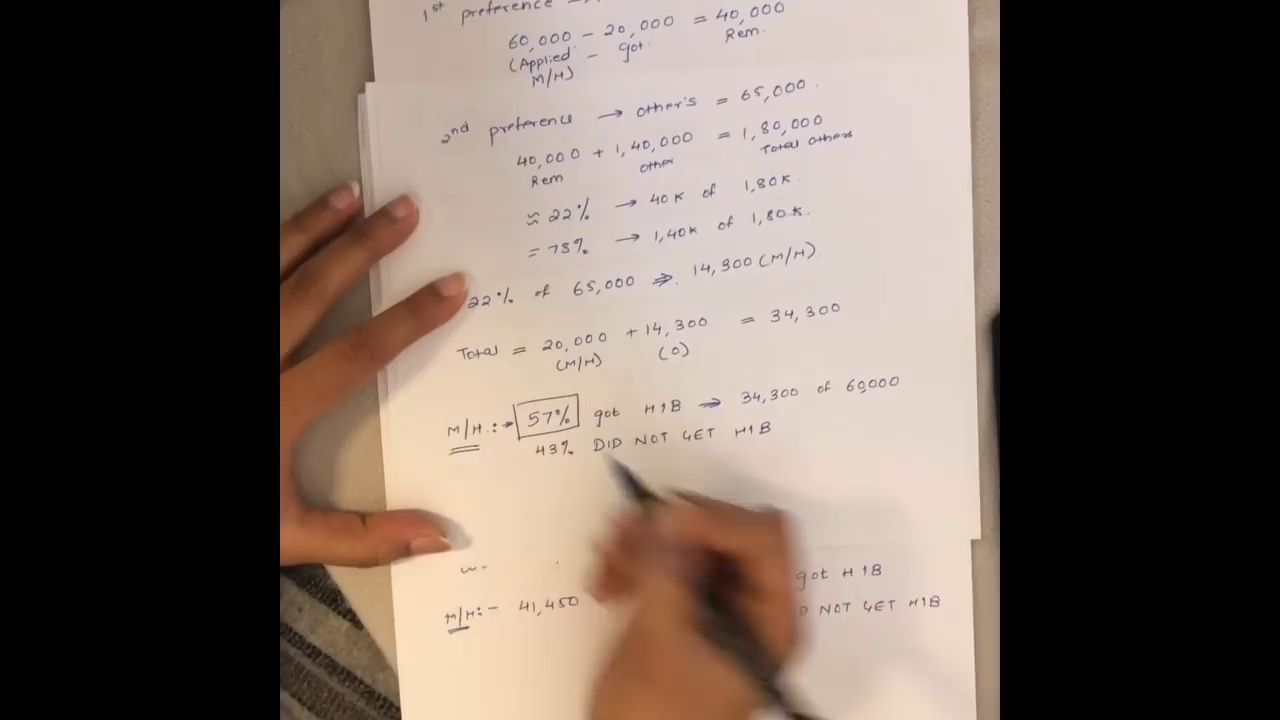 1st preference →
60,000 - 20,000 = 40,000
(Applied - Got. Rem.
M/H)
2nd preference → other's = 65,000.
40,000 + 1,40,000 = 1,80,000
Rem other Total others
≈ 22% → 40K of 1,80K.
= 78% → 1,40K of 1,80K.
22% of 65,000 ⇒ 14,300 (M/H).
Total = 20,000 + 14,300 = 34,300
(M/H) (O)
M/H :→ 57% got H1B ⇒ 34,300 of 60,000
43% DID NOT GET H1B
got H1B
M/H:- 41,450 NOT GET H1B